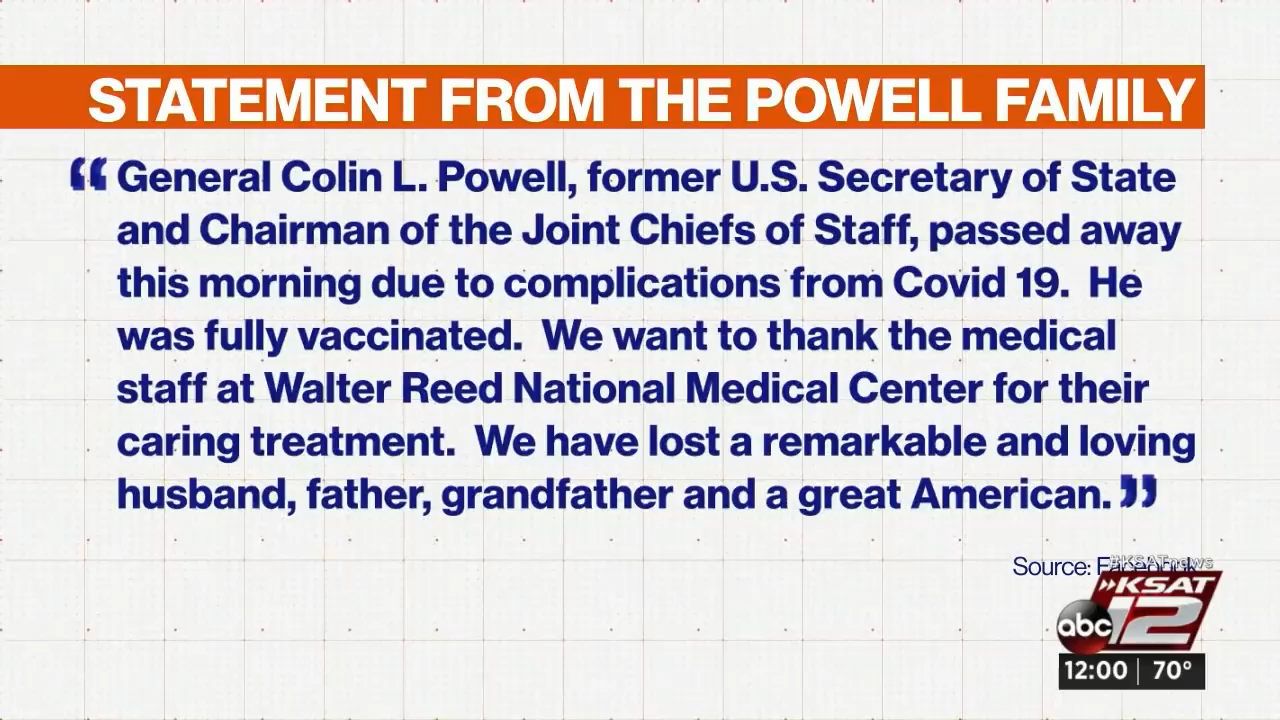 STATEMENT FROM THE POWELL FAMILY
“General Colin L. Powell, former U.S. Secretary of State
and Chairman of the Joint Chiefs of Staff, passed away
this morning due to complications from Covid 19.  He
was fully vaccinated.  We want to thank the medical
staff at Walter Reed National Medical Center for their
caring treatment.  We have lost a remarkable and loving
husband, father, grandfather and a great American.”
Source: Facebook
#KSATnews
KSAT
abc 12
12:00 70°